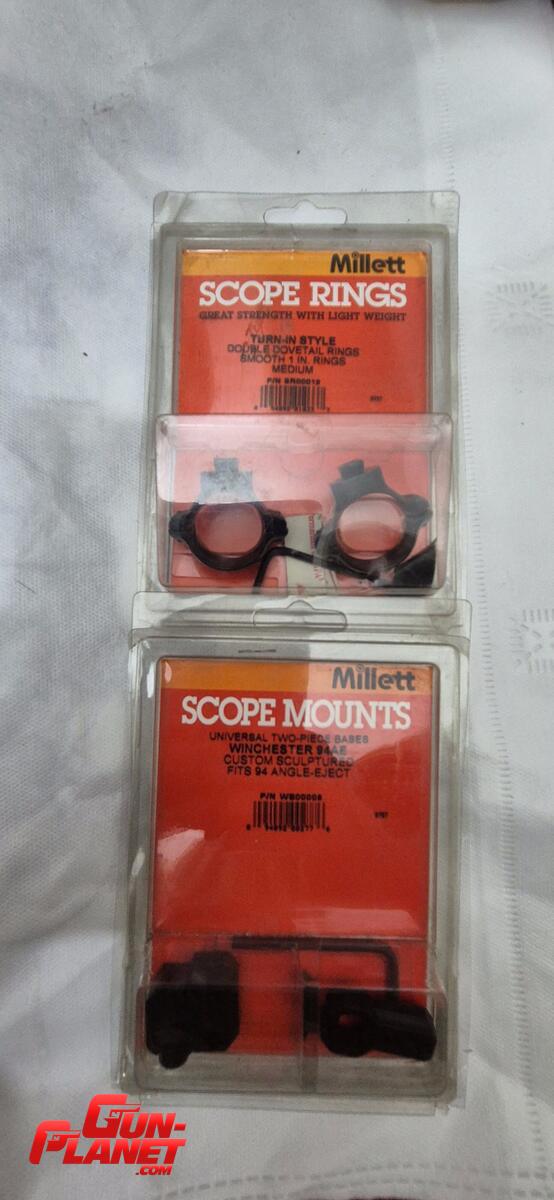 Millett
SCOPE RINGS
GREAT STRENGTH WITH LIGHT WEIGHT
TURN-IN STYLE
DOUBLE DOVETAIL RINGS
SMOOTH 1 IN. RINGS
MEDIUM
P/N SR00018
Millett
SCOPE MOUNTS
UNIVERSAL TWO-PIECE BASES
WINCHESTER 94AE
CUSTOM SCULPTURED
FITS 94 ANGLE-EJECT
P/N WB00008
GUN-
PLANET
.COM